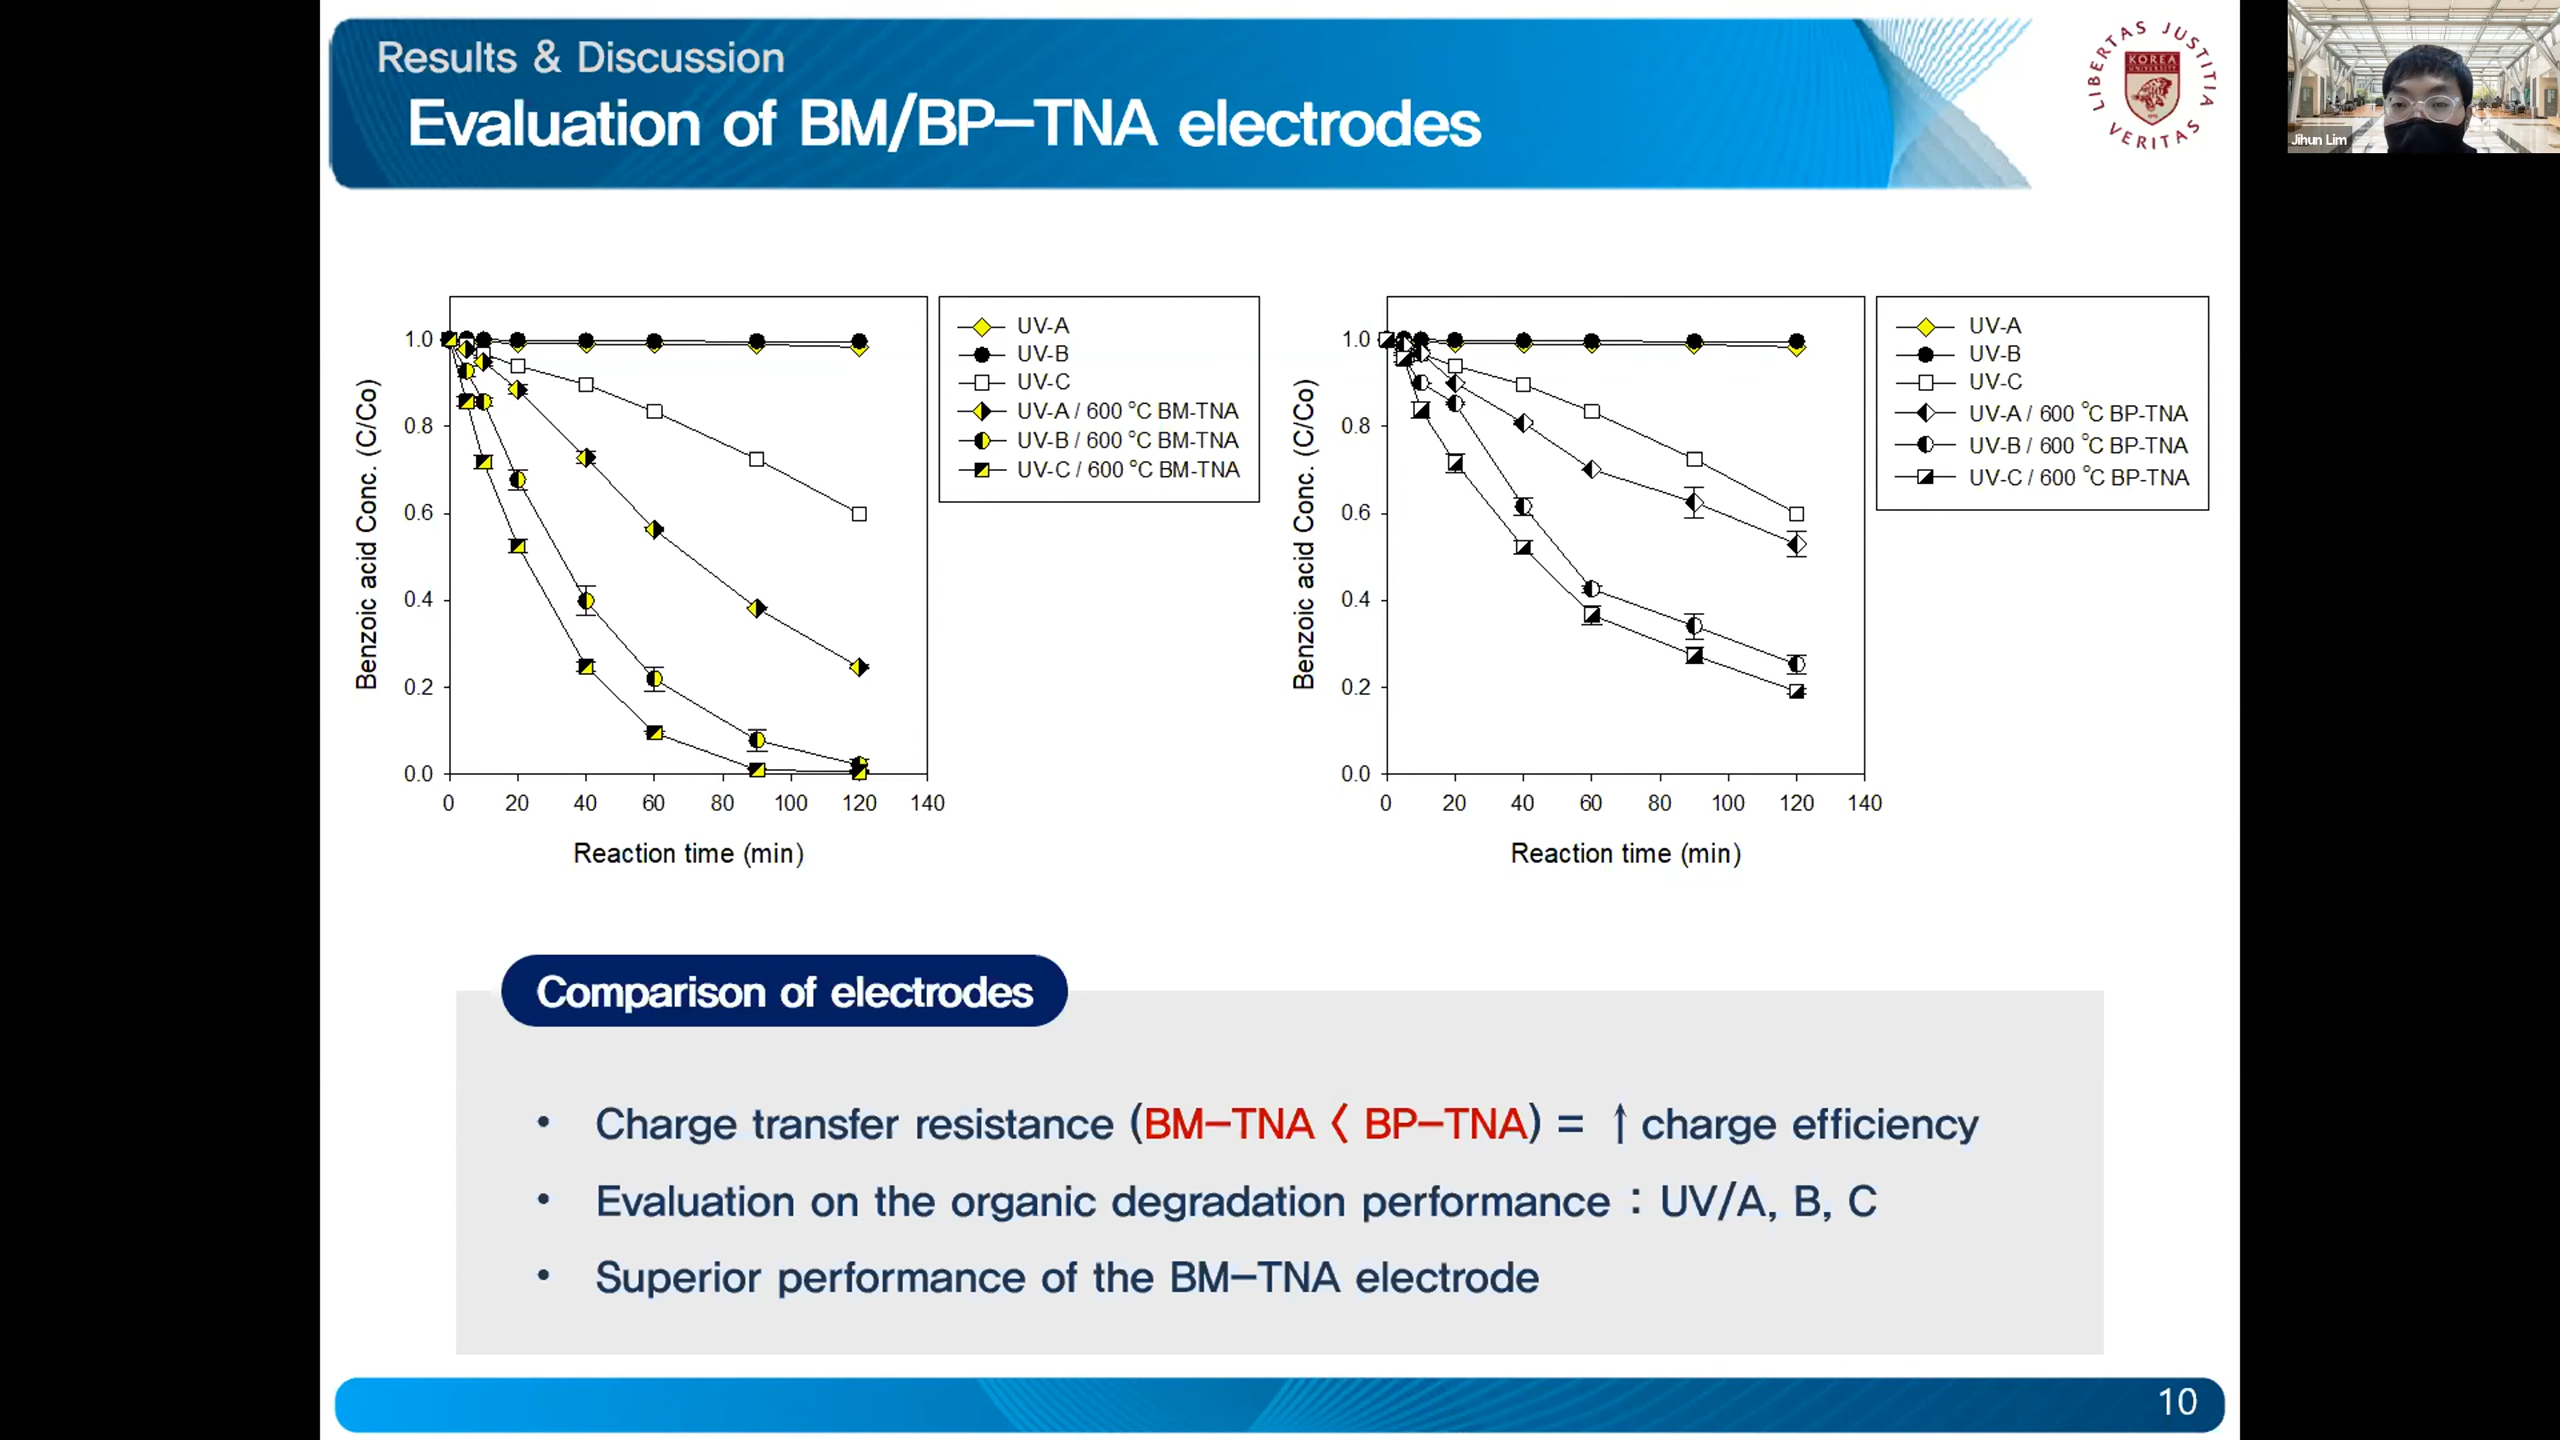 Results & Discussion
Evaluation of BM/BP–TNA electrodes
LIBERTAS JUSTITIA VERITAS
KOREA
UNIVERSITY
Jihun Lim
Benzoic acid Conc. (C/Co)
1.0
0.8
0.6
0.4
0.2
0.0
0 20 40 60 80 100 120 140
Reaction time (min)
UV-A
UV-B
UV-C
UV-A / 600 °C BM-TNA
UV-B / 600 °C BM-TNA
UV-C / 600 °C BM-TNA
Benzoic acid Conc. (C/Co)
1.0
0.8
0.6
0.4
0.2
0.0
0 20 40 60 80 100 120 140
Reaction time (min)
UV-A
UV-B
UV-C
UV-A / 600 °C BP-TNA
UV-B / 600 °C BP-TNA
UV-C / 600 °C BP-TNA
Comparison of electrodes
• Charge transfer resistance (BM–TNA < BP–TNA) = ↑ charge efficiency
• Evaluation on the organic degradation performance : UV/A, B, C
• Superior performance of the BM–TNA electrode
10